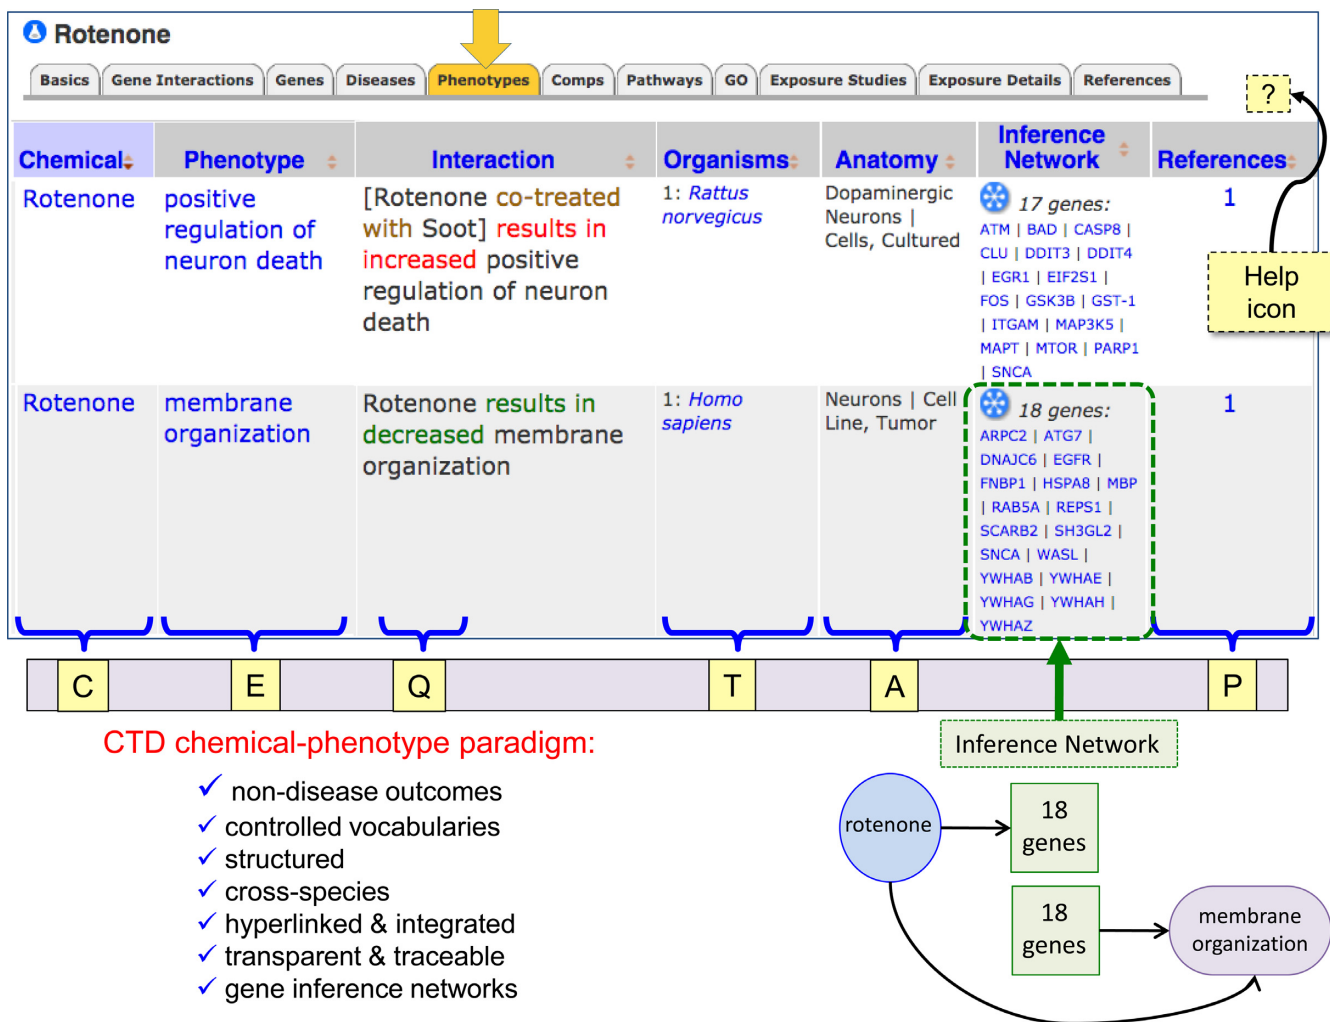 Rotenone
Basics Gene Interactions Genes Diseases Phenotypes Comps Pathways GO Exposure Studies Exposure Details References
?
Chemical Phenotype Interaction Organisms Anatomy Inference Network References
Rotenone
positive
regulation of
neuron death
[Rotenone co-treated
with Soot] results in
increased positive
regulation of neuron
death
1: Rattus
norvegicus
Dopaminergic
Neurons |
Cells, Cultured
17 genes:
ATM | BAD | CASP8 |
CLU | DDIT3 | DDIT4
| EGR1 | EIF2S1 |
FOS | GSK3B | GST-1
| ITGAM | MAP3K5 |
MAPT | MTOR | PARP1
| SNCA
1
Help
icon
Rotenone
membrane
organization
Rotenone results in
decreased membrane
organization
1: Homo
sapiens
Neurons | Cell
Line, Tumor
18 genes:
ARPC2 | ATG7 |
DNAJC6 | EGFR |
FNBP1 | HSPA8 | MBP
| RAB5A | REPS1 |
SCARB2 | SH3GL2 |
SNCA | WASL |
YWHAB | YWHAE |
YWHAG | YWHAH |
YWHAZ
1
C E Q T A P
CTD chemical-phenotype paradigm:
✓ non-disease outcomes
✓ controlled vocabularies
✓ structured
✓ cross-species
✓ hyperlinked & integrated
✓ transparent & traceable
✓ gene inference networks
Inference Network
rotenone
18
genes
18
genes
membrane
organization